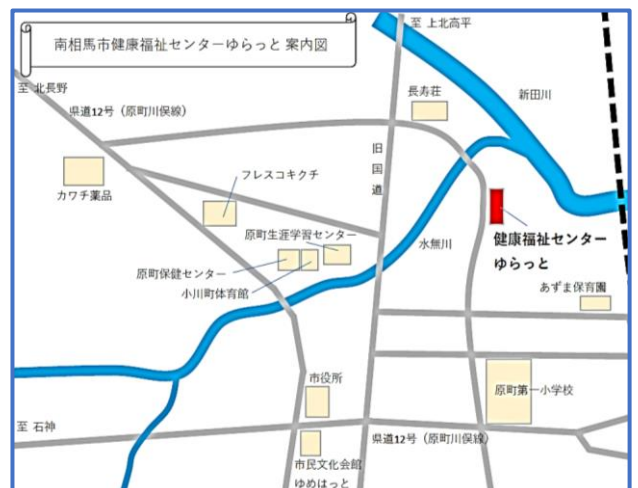 南相馬市健康福祉センターゆらっと 案内図
至 上北高平
至 北長野
県道12号（原町川俣線）
長寿荘
新田川
旧国道
カワチ薬品
フレスコキクチ
原町生涯学習センター
水無川
健康福祉センター
ゆらっと
原町保健センター
小川町体育館
あずま保育園
市役所
原町第一小学校
至 石神
県道12号（原町川俣線）
市民文化会館
ゆめはっと